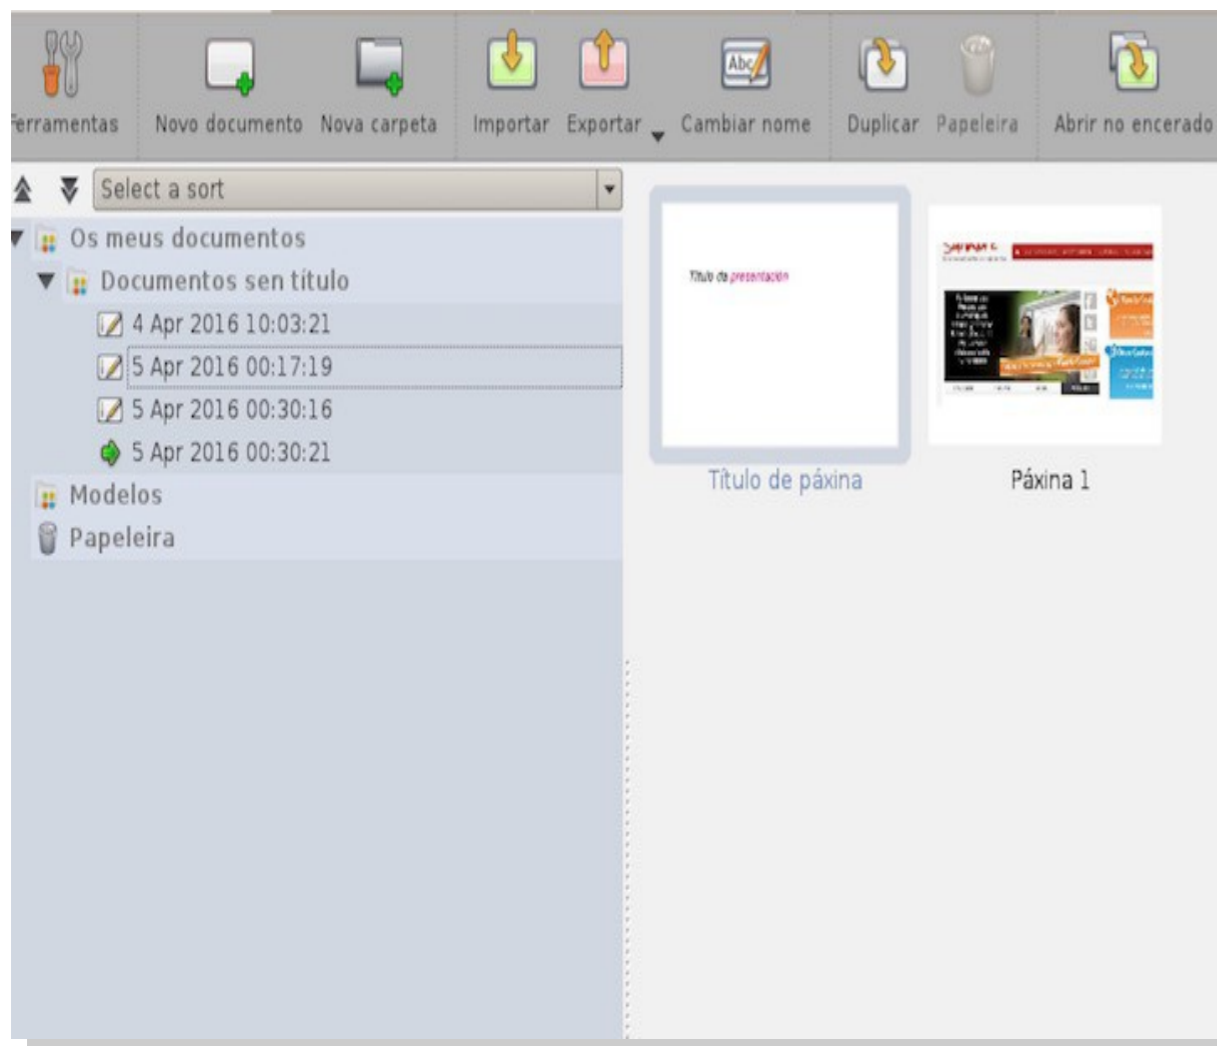 Ferramentas
Novo documento
Nova carpeta
Importar
Exportar
Cambiar nome
Duplicar
Papeleira
Abrir no encerado
Abc
Select a sort
Os meus documentos
Documentos sen título
4 Apr 2016 10:03:21
5 Apr 2016 00:17:19
5 Apr 2016 00:30:16
5 Apr 2016 00:30:21
Modelos
Papeleira
Título da presentación
Título de páxina
Páxina 1